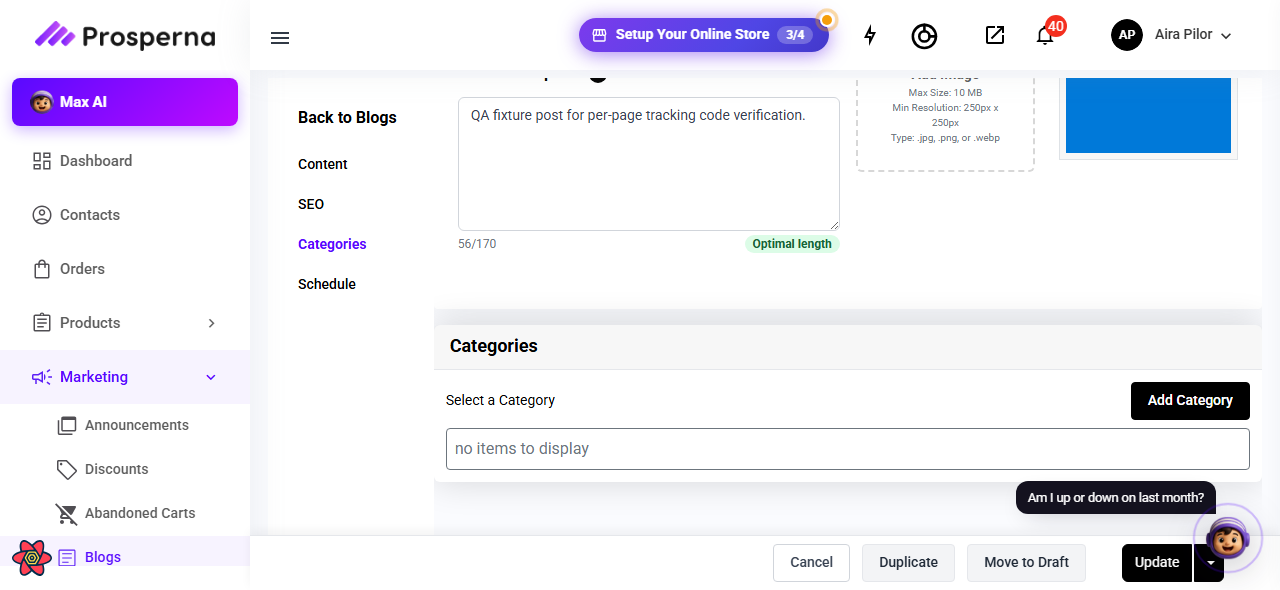 Prosperna
Setup Your Online Store 3/4
40
AP
Aira Pilor
Max AI
Dashboard
Contacts
Orders
Products
Marketing
Announcements
Discounts
Abandoned Carts
Blogs
Back to Blogs
Content
SEO
Categories
Schedule
QA fixture post for per-page tracking code verification.
56/170
Optimal length
Max Size: 10 MB
Min Resolution: 250px x
250px
Type: .jpg, .png, or .webp
Categories
Select a Category
Add Category
no items to display
Am I up or down on last month?
Cancel
Duplicate
Move to Draft
Update